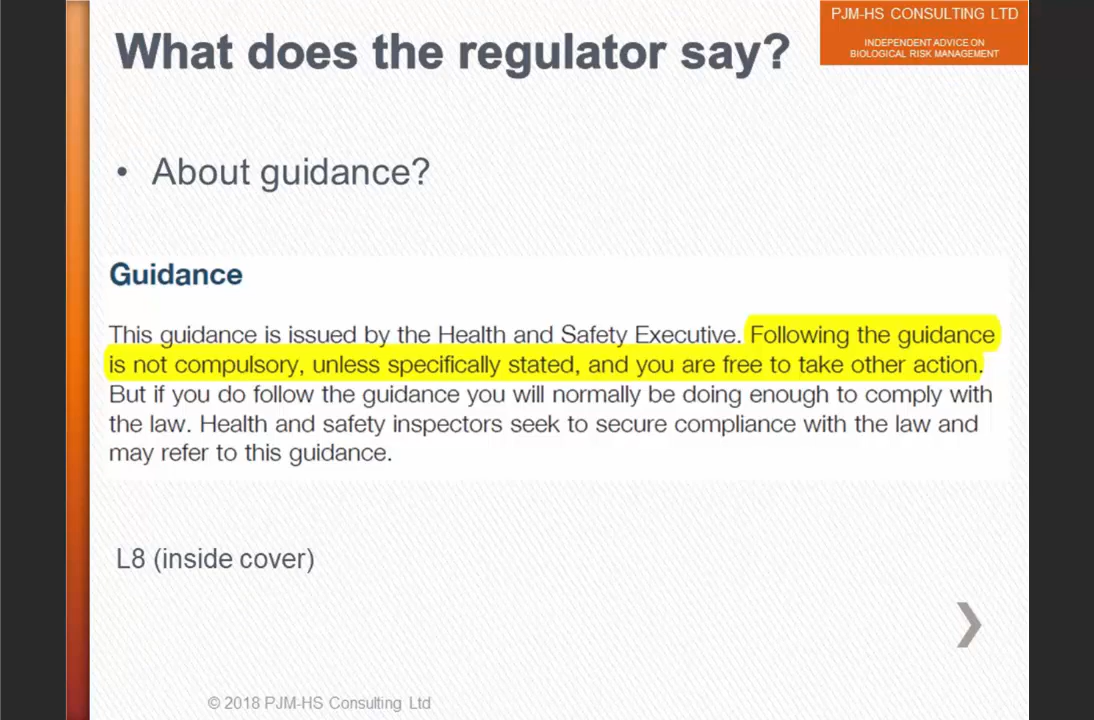 PJM-HS CONSULTING LTD
INDEPENDENT ADVICE ON
BIOLOGICAL RISK MANAGEMENT
What does the regulator say?
• About guidance?
Guidance
This guidance is issued by the Health and Safety Executive. Following the guidance
is not compulsory, unless specifically stated, and you are free to take other action.
But if you do follow the guidance you will normally be doing enough to comply with
the law. Health and safety inspectors seek to secure compliance with the law and
may refer to this guidance.
L8 (inside cover)
© 2018 PJM-HS Consulting Ltd